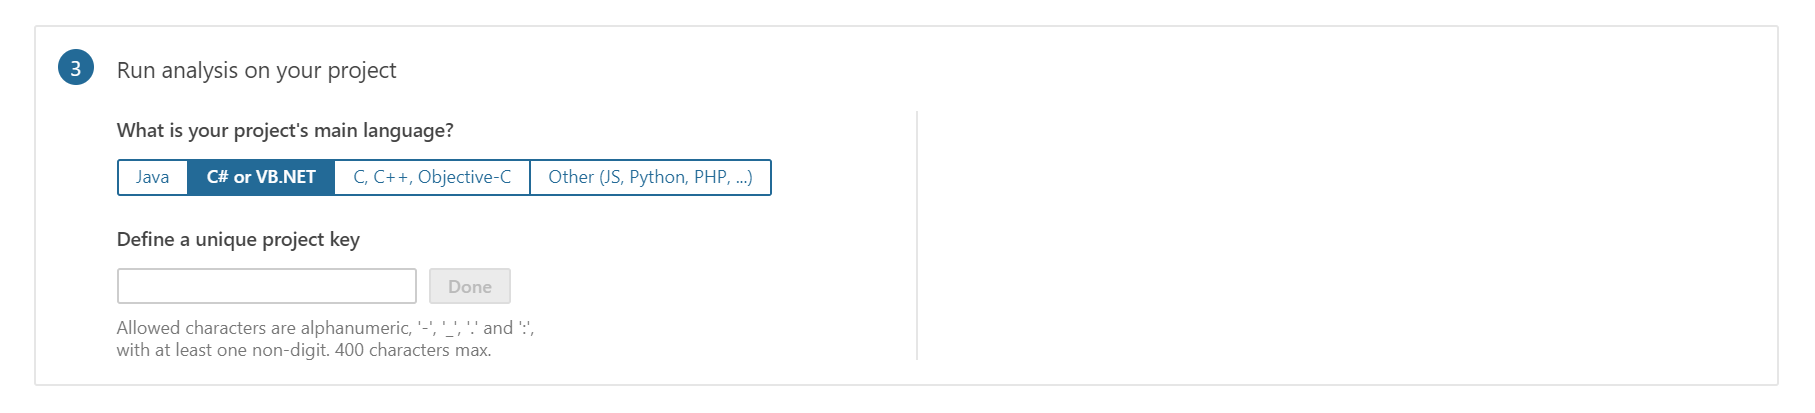 3 Run analysis on your project
What is your project's main language?
Java C# or VB.NET C, C++, Objective-C Other (JS, Python, PHP, ...)
Define a unique project key
Done
Allowed characters are alphanumeric, '-', '_', '.' and ':',
with at least one non-digit. 400 characters max.